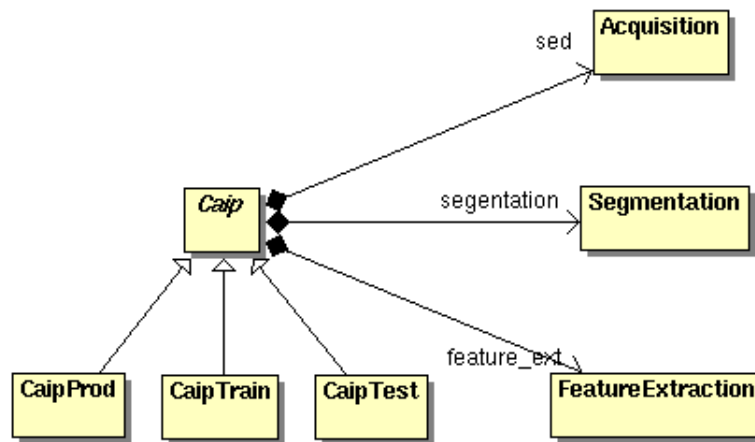 Acquisition
sed
Caip
segentation
Segmentation
feature_ext
CaipProd
CaipTrain
CaipTest
FeatureExtraction